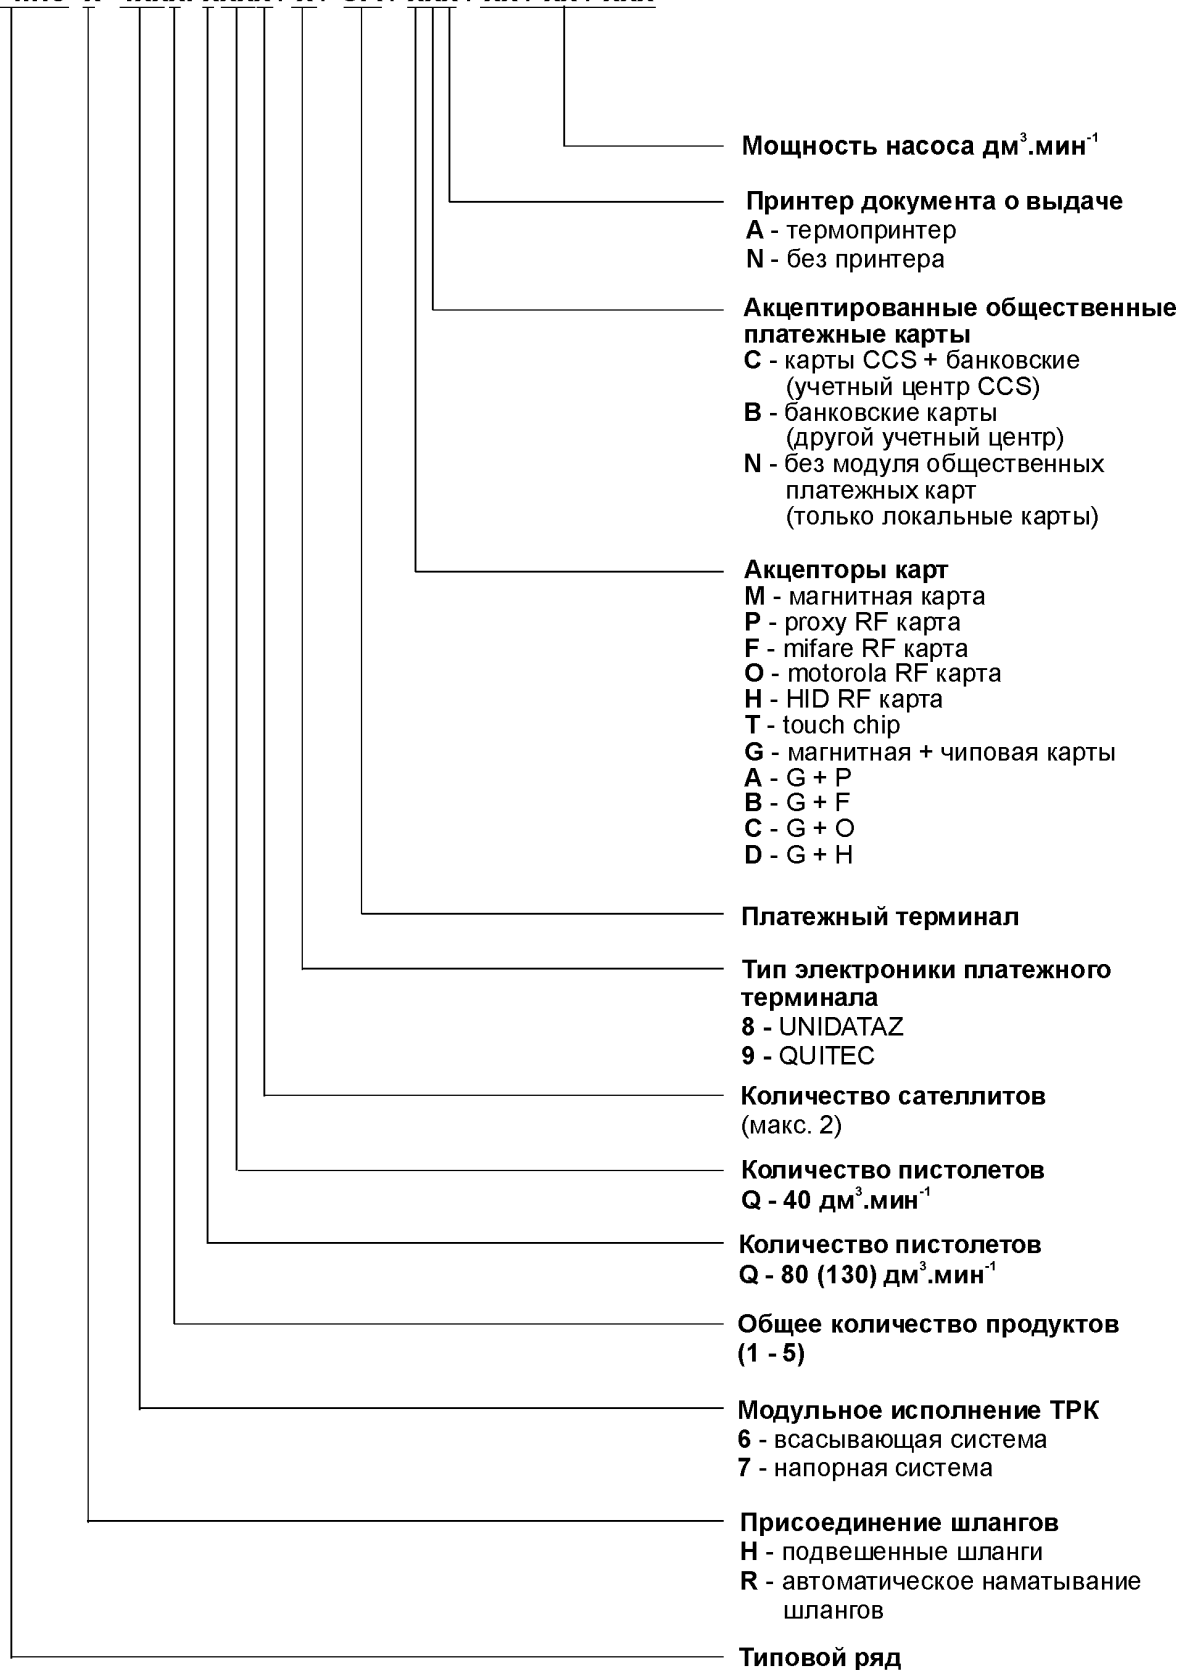 Мощность насоса дм³.мин⁻¹
Принтер документа о выдаче
A - термопринтер
N - без принтера
Акцептированные общественные
платежные карты
C - карты CCS + банковские
(учетный центр CCS)
B - банковские карты
(другой учетный центр)
N - без модуля общественных
платежных карт
(только локальные карты)
Акцепторы карт
M - магнитная карта
P - proxy RF карта
F - mifare RF карта
O - motorola RF карта
H - HID RF карта
T - touch chip
G - магнитная + чиповая карты
A - G + P
B - G + F
C - G + O
D - G + H
Платежный терминал
Тип электроники платежного
терминала
8 - UNIDATAZ
9 - QUITEC
Количество сателлитов
(макс. 2)
Количество пистолетов
Q - 40 дм³.мин⁻¹
Количество пистолетов
Q - 80 (130) дм³.мин⁻¹
Общее количество продуктов
(1 - 5)
Модульное исполнение ТРК
6 - всасывающая система
7 - напорная система
Присоединение шлангов
H - подвешенные шланги
R - автоматическое наматывание
шлангов
Типовой ряд